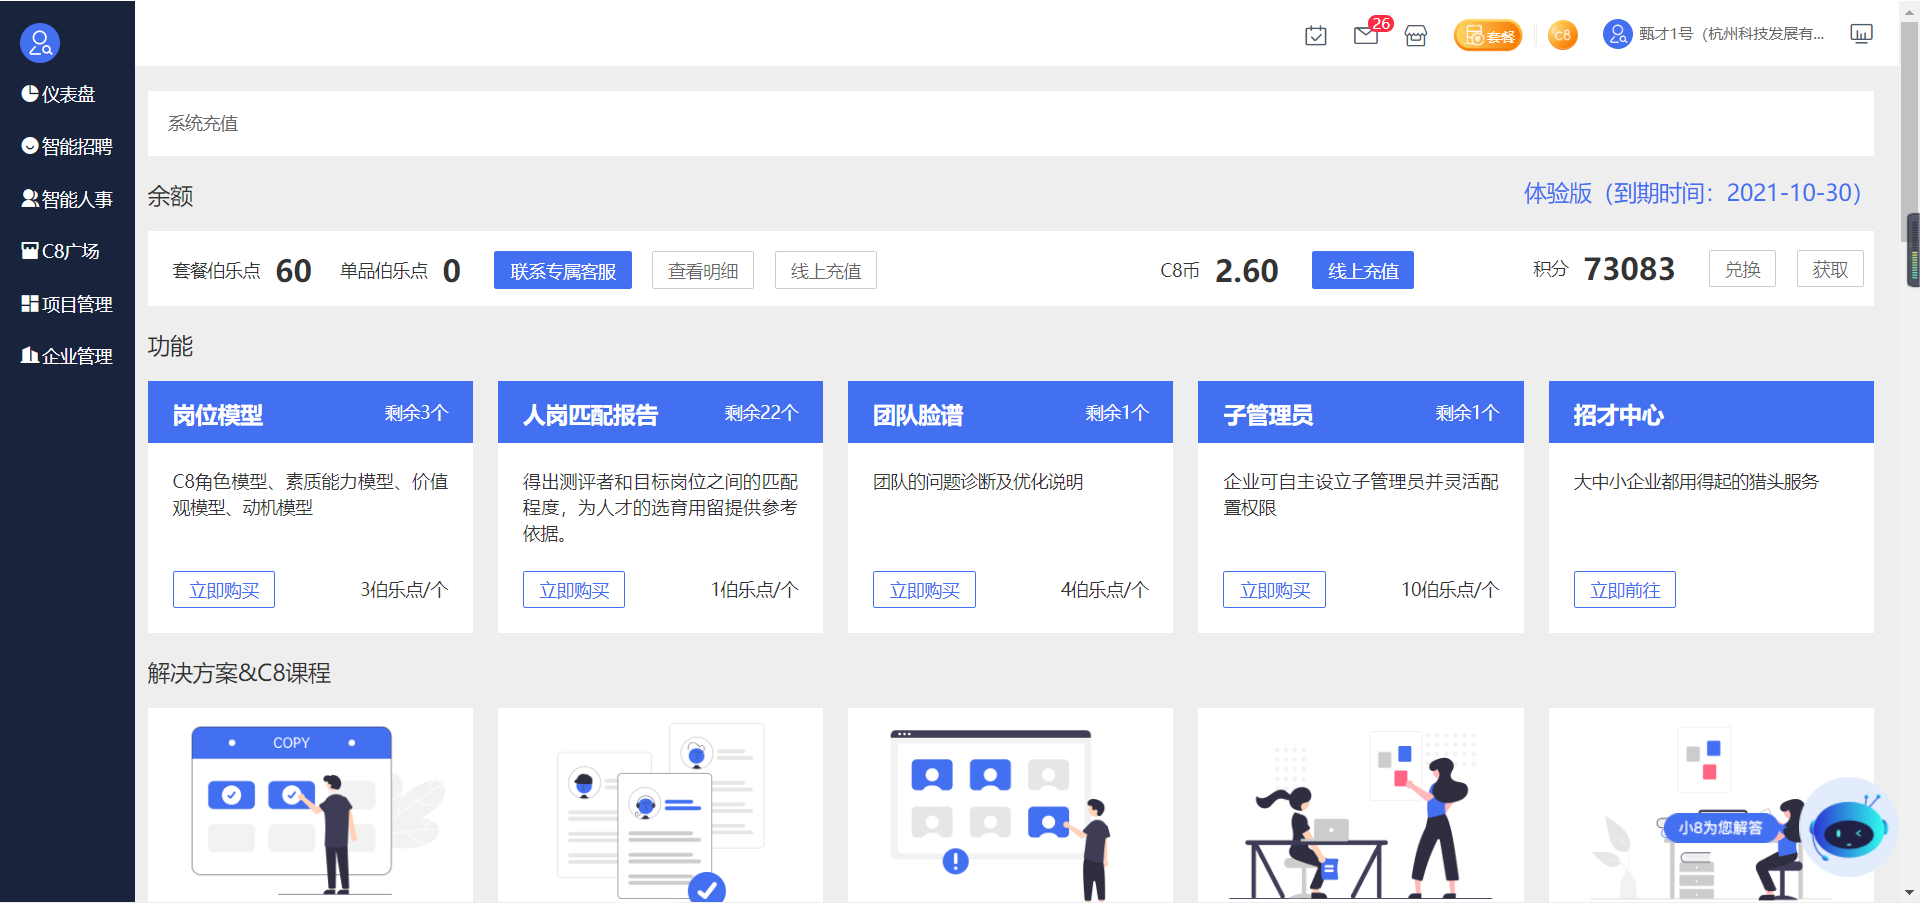 26
套餐
C8
甄才1号（杭州科技发展有...
仪表盘
智能招聘
智能人事
C8广场
项目管理
企业管理
系统充值
余额
体验版（到期时间：2021-10-30）
套餐伯乐点 60 单品伯乐点 0 联系专属客服 查看明细 线上充值 C8币 2.60 线上充值 积分 73083 兑换 获取
功能
岗位模型 剩余3个
C8角色模型、素质能力模型、价值
观模型、动机模型
立即购买 3伯乐点/个
人岗匹配报告 剩余22个
得出测评者和目标岗位之间的匹配
程度，为人才的选育用留提供参考
依据。
立即购买 1伯乐点/个
团队脸谱 剩余1个
团队的问题诊断及优化说明
立即购买 4伯乐点/个
子管理员 剩余1个
企业可自主设立子管理员并灵活配
置权限
立即购买 10伯乐点/个
招才中心
大中小企业都用得起的猎头服务
立即前往
解决方案&C8课程
COPY
小8为您解答